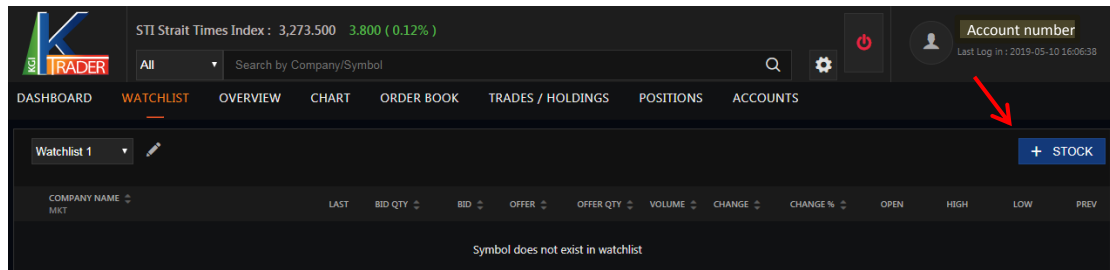 STI Strait Times Index : 3,273.500 3.800 ( 0.12% )
KGI TRADER
All Search by Company/Symbol
Account number
Last Log in : 2019-05-10 16:06:38
DASHBOARD WATCHLIST OVERVIEW CHART ORDER BOOK TRADES / HOLDINGS POSITIONS ACCOUNTS
Watchlist 1 + STOCK
COMPANY NAME LAST BID QTY BID OFFER OFFER QTY VOLUME CHANGE CHANGE % OPEN HIGH LOW PREV
MKT
Symbol does not exist in watchlist